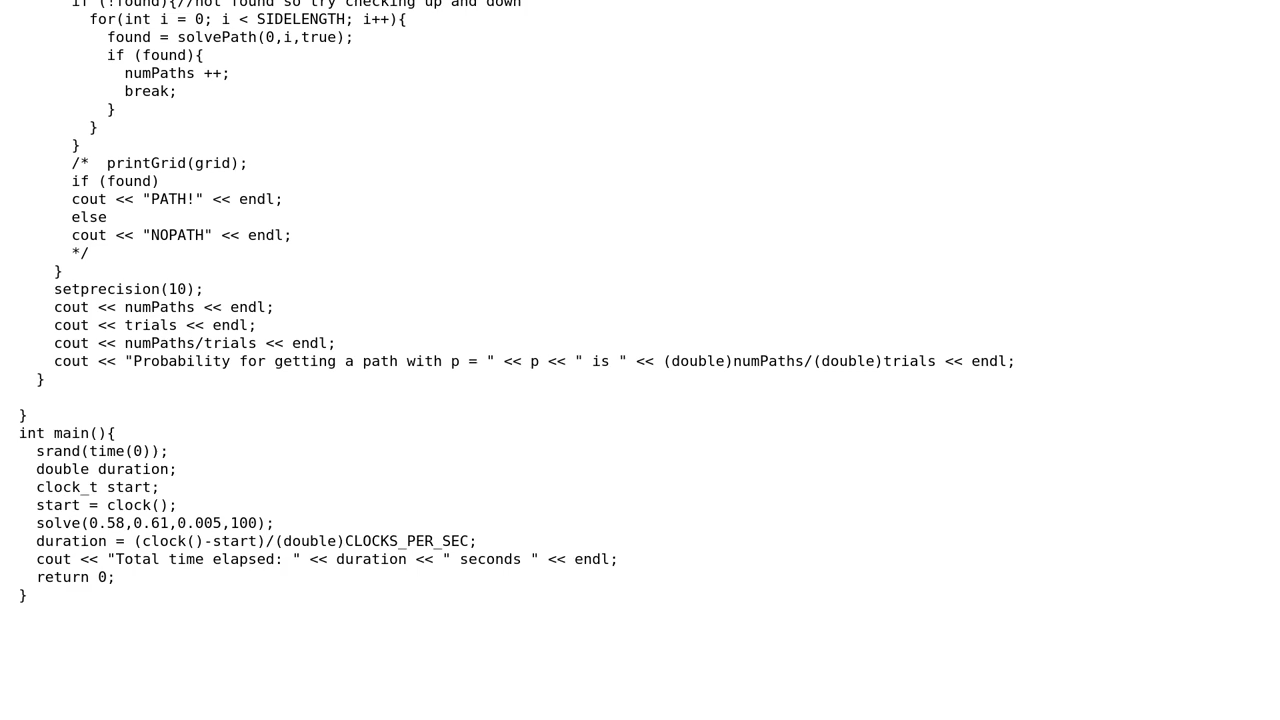 if (!found){//not found so try checking up and down
for(int i = 0; i < SIDELENGTH; i++){
found = solvePath(0,i,true);
if (found){
numPaths ++;
break;
}
}
}
/*  printGrid(grid);
if (found)
cout << "PATH!" << endl;
else
cout << "NOPATH" << endl;
*/
}
setprecision(10);
cout << numPaths << endl;
cout << trials << endl;
cout << numPaths/trials << endl;
cout << "Probability for getting a path with p = " << p << " is " << (double)numPaths/(double)trials << endl;
}
}
int main(){
srand(time(0));
double duration;
clock_t start;
start = clock();
solve(0.58,0.61,0.005,100);
duration = (clock()-start)/(double)CLOCKS_PER_SEC;
cout << "Total time elapsed: " << duration << " seconds " << endl;
return 0;
}